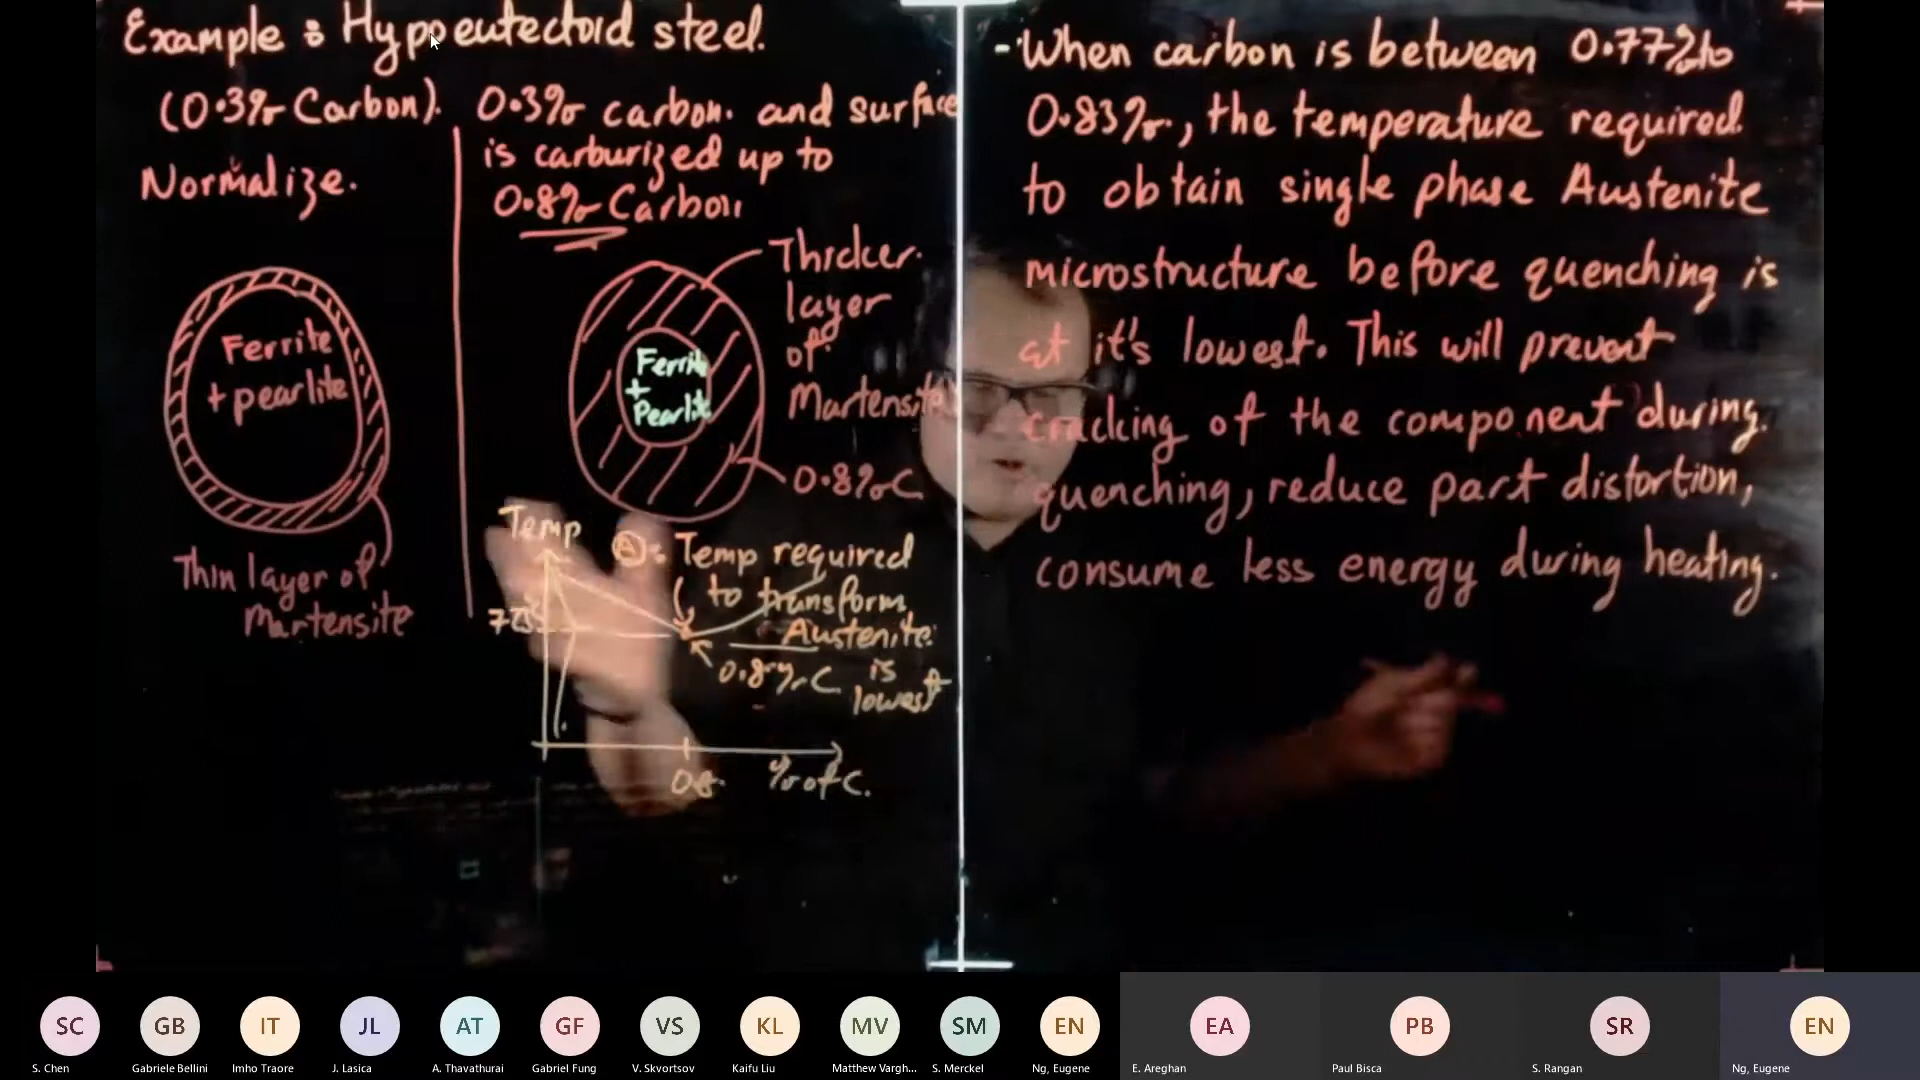 Example : Hypoeutectoid steel.
(0.3% Carbon).
Normalize.
Ferrite
+ pearlite
Thin layer of
Martensite
0.3% carbon. and surface
is carburized up to
0.8% Carbon
Thicker
layer
of
Martensite
Ferrite
+
Pearlite
0.8% C
Temp
A : Temp required
to transform
Austenite
is
lowest
0.8% C
0.8
% of C.
- When carbon is between 0.77% to
0.83%, the temperature required
to obtain single phase Austenite
microstructure before quenching is
at it's lowest. This will prevent
cracking of the component during
quenching, reduce part distortion,
consume less energy during heating.
SC GB IT JL AT GF VS KL MV SM EN EA PB SR EN
S. Chen Gabriele Bellini Imho Traore J. Lasica A. Thavathurai Gabriel Fung V. Skvortsov Kaifu Liu Matthew Vargh... S. Merckel Ng, Eugene E. Areghan Paul Bisca S. Rangan Ng, Eugene